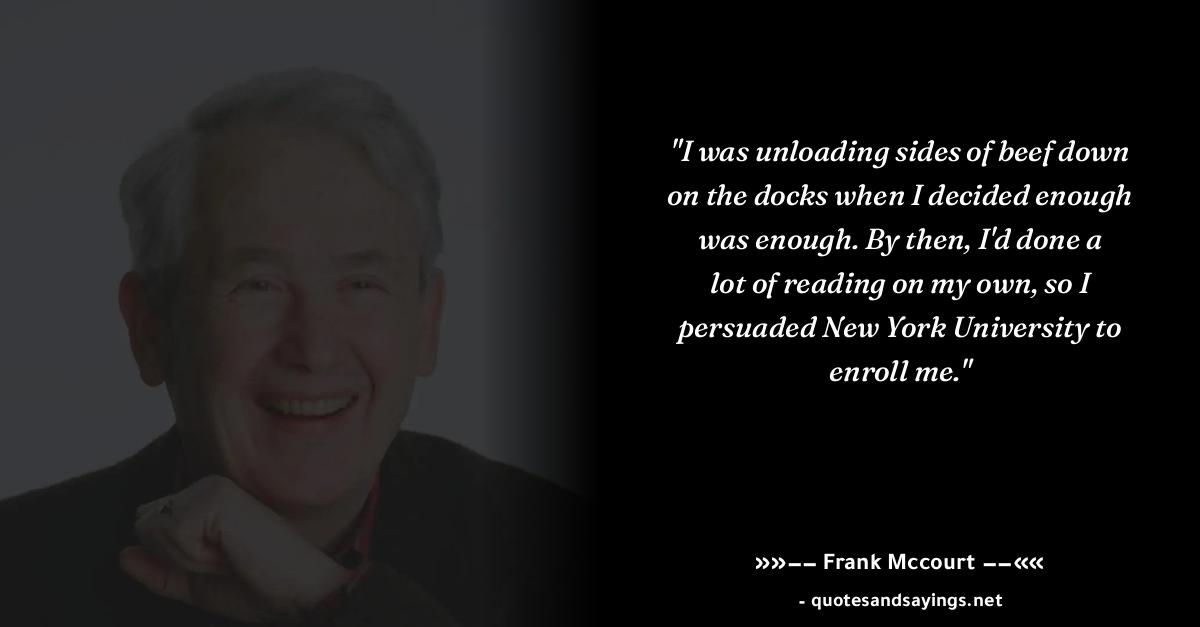 "I was unloading sides of beef down
on the docks when I decided enough
was enough. By then, I'd done a
lot of reading on my own, so I
persuaded New York University to
enroll me."
»»–– Frank Mccourt ––««
- quotesandsayings.net